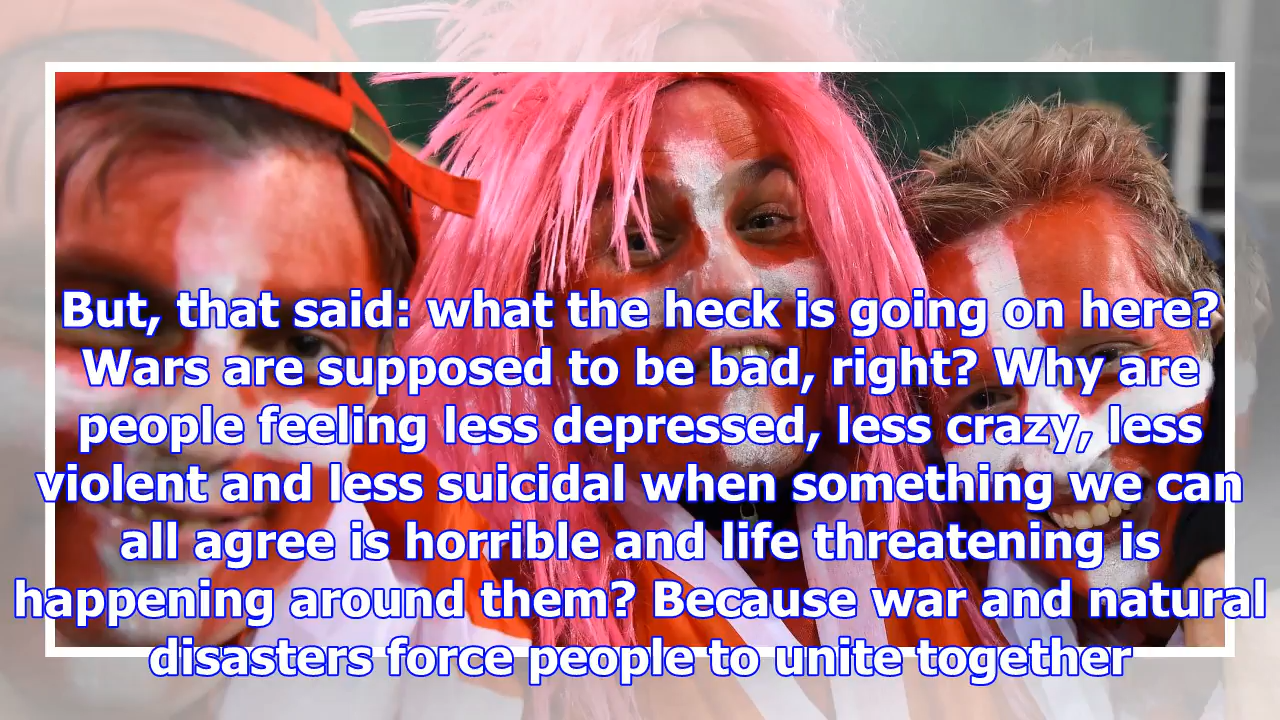 But, that said: what the heck is going on here?
Wars are supposed to be bad, right? Why are
people feeling less depressed, less crazy, less
violent and less suicidal when something we can
all agree is horrible and life threatening is
happening around them? Because war and natural
disasters force people to unite together